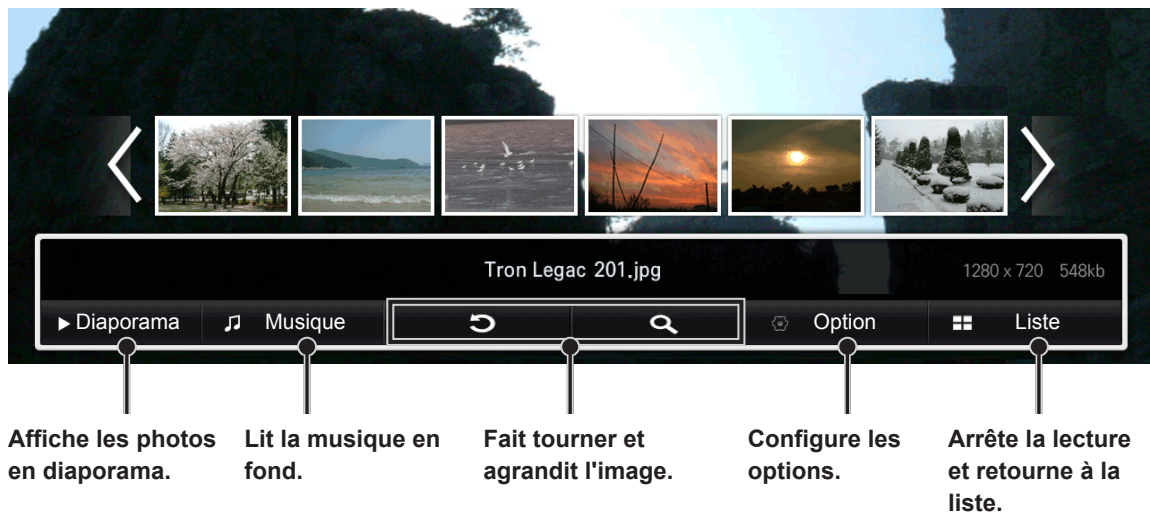 Tron Legac 201.jpg
1280 x 720 548kb
Diaporama Musique Option Liste
Affiche les photos
en diaporama.
Lit la musique en
fond.
Fait tourner et
agrandit l'image.
Configure les
options.
Arrête la lecture
et retourne à la
liste.